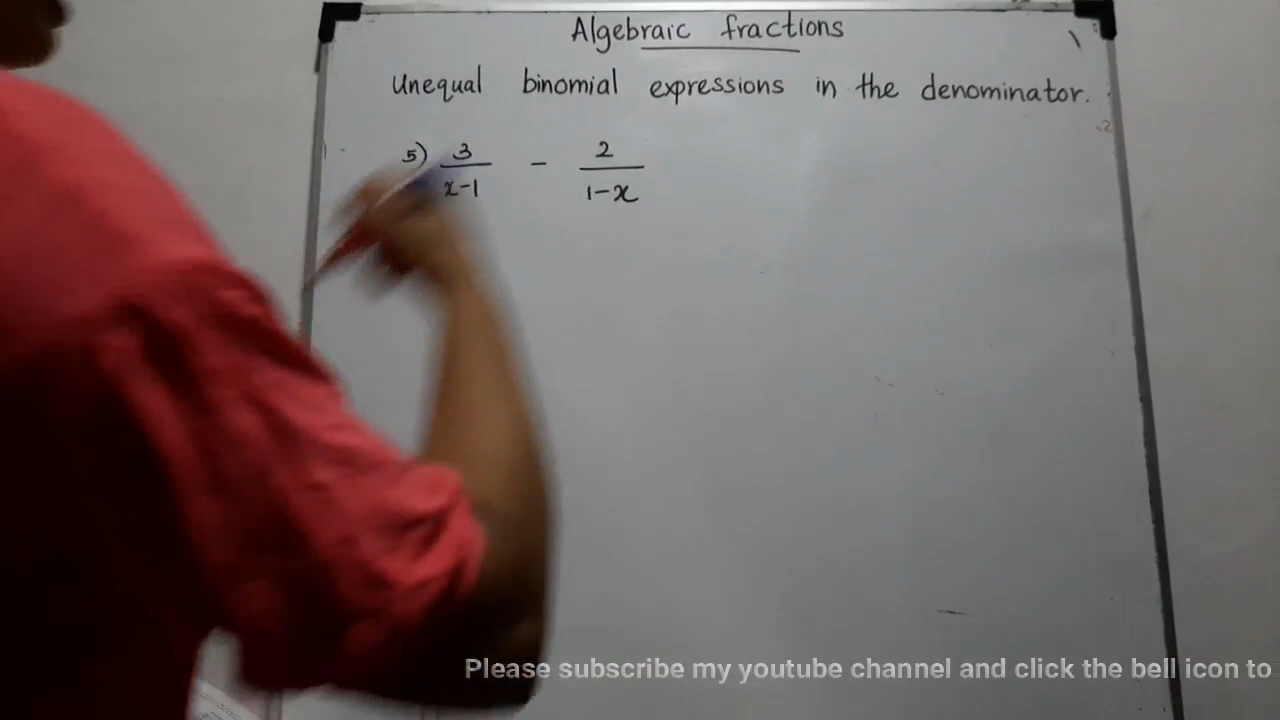 Algebraic fractions
Unequal binomial expressions in the denominator.
5) 3/x-1 - 2/1-x
Please subscribe my youtube channel and click the bell icon to